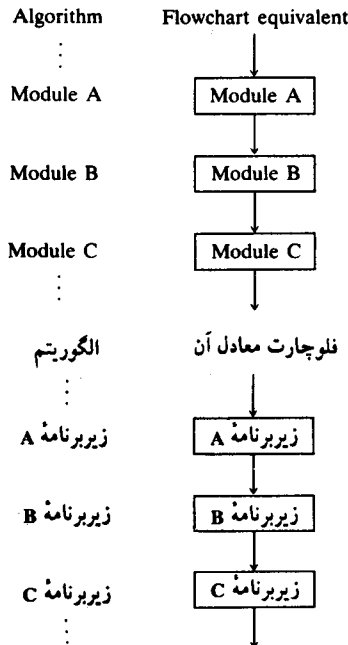 Algorithm Flowchart equivalent
Module A Module A
Module B Module B
Module C Module C
الگوریتم فلوچارت معادل آن
زیربرنامهٔ A زیربرنامهٔ A
زیربرنامهٔ B زیربرنامهٔ B
زیربرنامهٔ C زیربرنامهٔ C